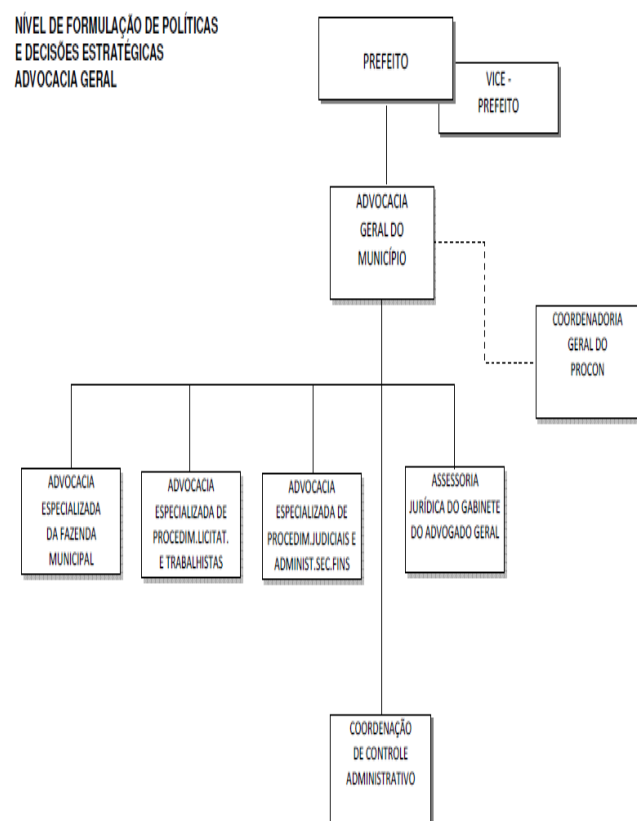 NÍVEL DE FORMULAÇÃO DE POLÍTICAS
E DECISÕES ESTRATÉGICAS
ADVOCACIA GERAL
PREFEITO
VICE -
PREFEITO
ADVOCACIA
GERAL DO
MUNICÍPIO
COORDENADORIA
GERAL DO
PROCON
ADVOCACIA
ESPECIALIZADA
DA FAZENDA
MUNICIPAL
ADVOCACIA
ESPECIALIZADA DE
PROCEDIM.LICITAT.
E TRABALHISTAS
ADVOCACIA
ESPECIALIZADA DE
PROCEDIM.JUDICIAIS E
ADMINIST.SEC.FINS
ASSESSORIA
JURÍDICA DO GABINETE
DO ADVOGADO GERAL
COORDENAÇÃO
DE CONTROLE
ADMINISTRATIVO